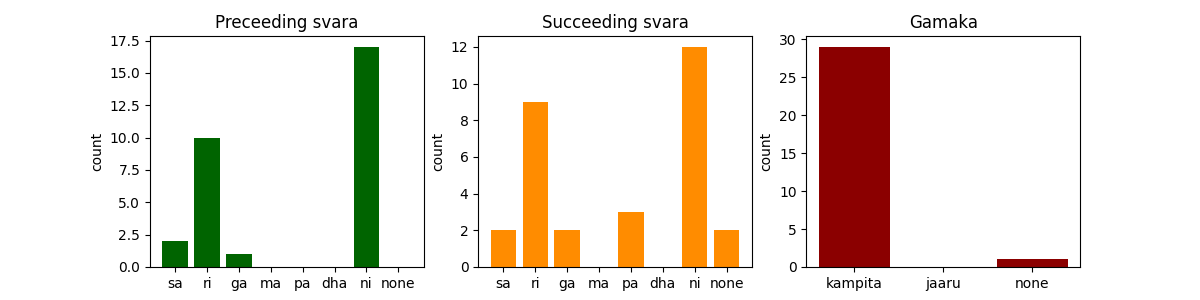 Preceeding svara
count
17.5
15.0
12.5
10.0
7.5
5.0
2.5
0.0
sa ri ga ma pa dha ni none
Succeeding svara
count
12
10
8
6
4
2
0
sa ri ga ma pa dha ni none
Gamaka
count
30
25
20
15
10
5
0
kampita jaaru none